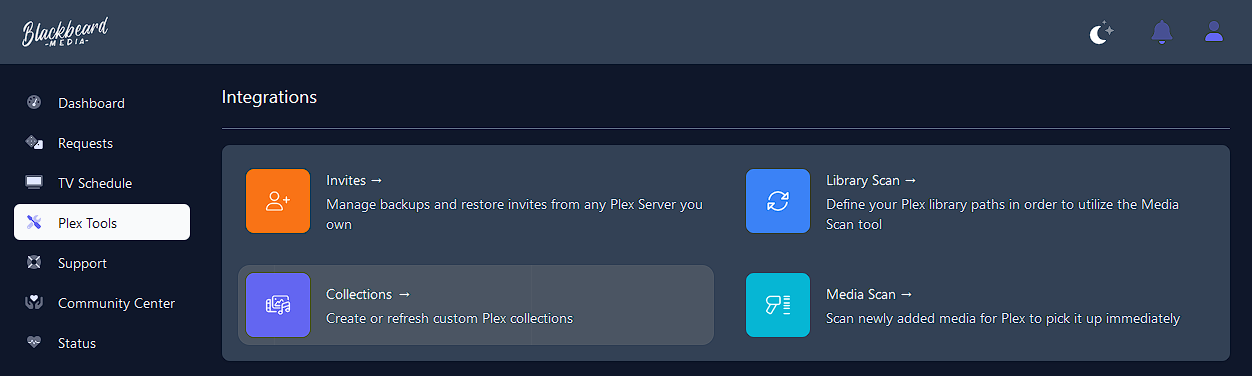 Blackbeard
-MEDIA-
Dashboard
Requests
TV Schedule
Plex Tools
Support
Community Center
Status
Integrations
Invites →
Manage backups and restore invites from any Plex Server you
own
Library Scan →
Define your Plex library paths in order to utilize the Media
Scan tool
Collections →
Create or refresh custom Plex collections
Media Scan →
Scan newly added media for Plex to pick it up immediately